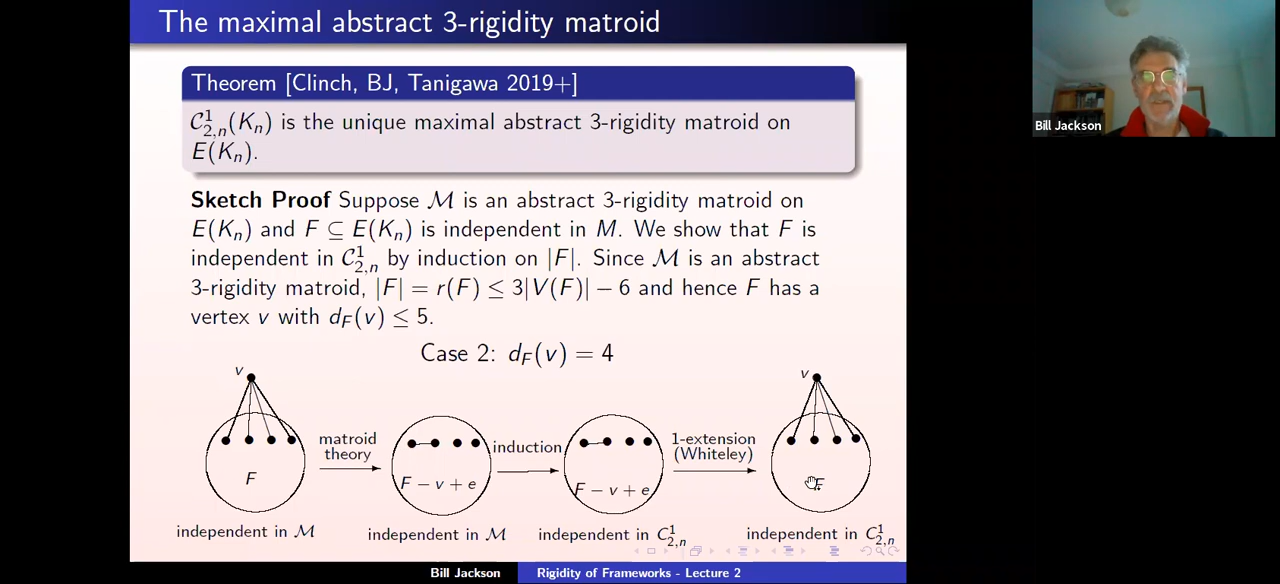 The maximal abstract 3-rigidity matroid
Theorem [Clinch, BJ, Tanigawa 2019+]
𝒞¹₂,ₙ(Kₙ) is the unique maximal abstract 3-rigidity matroid on
E(Kₙ).
Sketch Proof Suppose ℳ is an abstract 3-rigidity matroid on
E(Kₙ) and F ⊆ E(Kₙ) is independent in M. We show that F is
independent in 𝒞¹₂,ₙ by induction on |F|. Since ℳ is an abstract
3-rigidity matroid, |F| = r(F) ≤ 3|V(F)| − 6 and hence F has a
vertex v with d_F(v) ≤ 5.
Case 2: d_F(v) = 4
v
v
matroid
theory
induction
1-extension
(Whiteley)
F
F − v + e
F − v + e
F
independent in ℳ
independent in ℳ
independent in C¹₂,ₙ
independent in C¹₂,ₙ
Bill Jackson
Rigidity of Frameworks - Lecture 2
Bill Jackson